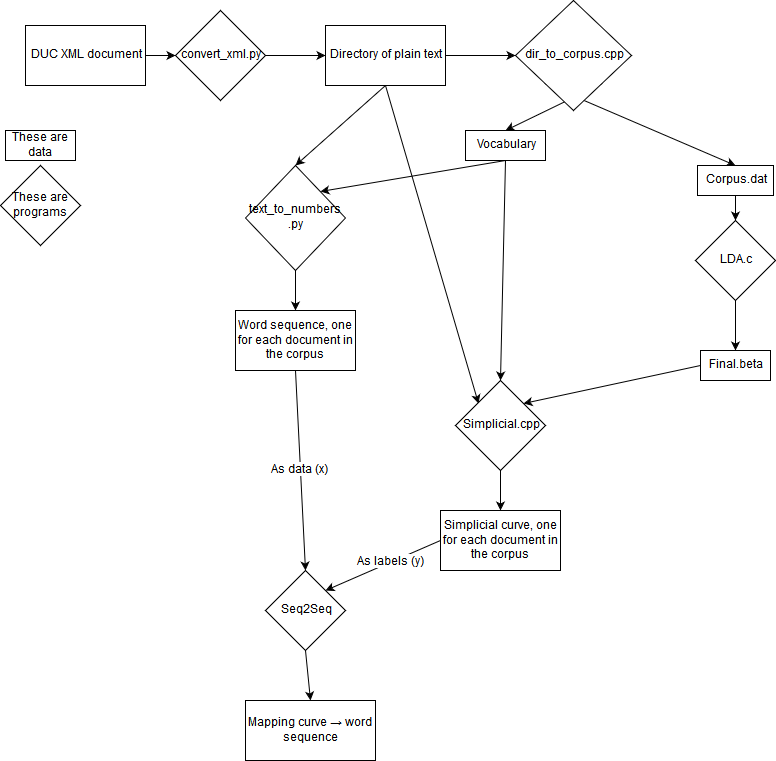 DUC XML document
convert_xml.py
Directory of plain text
dir_to_corpus.cpp
These are
data
Vocabulary
These are
programs
Corpus.dat
text_to_numbers
.py
LDA.c
Word sequence, one
for each document in
the corpus
Final.beta
Simplicial.cpp
As data (x)
Simplicial curve, one
for each document in
the corpus
As labels (y)
Seq2Seq
Mapping curve → word
sequence